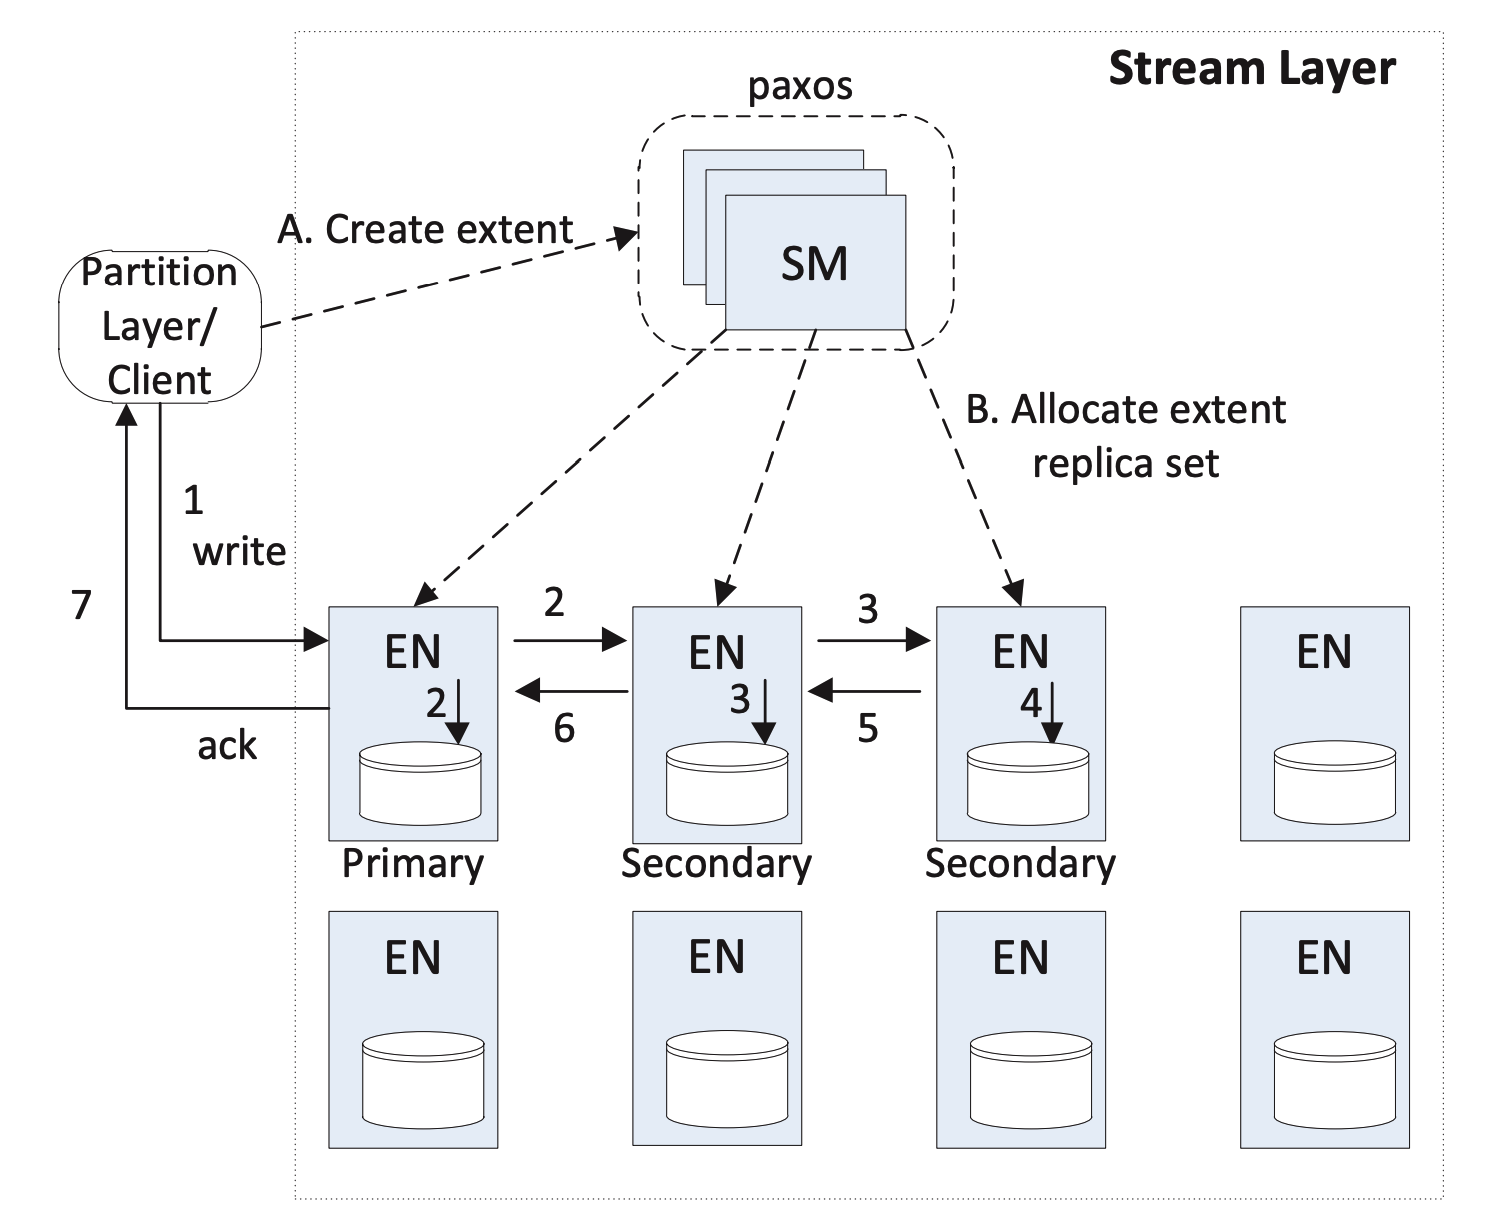 Stream Layer
paxos
A. Create extent
SM
Partition
Layer/
Client
B. Allocate extent
replica set
1
write
7
2
3
EN
EN
EN
EN
2
3
4
6
5
ack
Primary
Secondary
Secondary
EN
EN
EN
EN